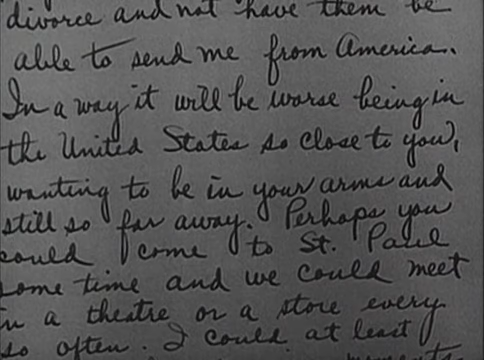 divorce and not have them be
able to send me from America.
In a way it will be worse being in
the United States so close to you,
wanting to be in your arms and
still so far away. Perhaps you
could come to St. Paul
some time and we could meet
in a theatre or a store every
so often. I could at least